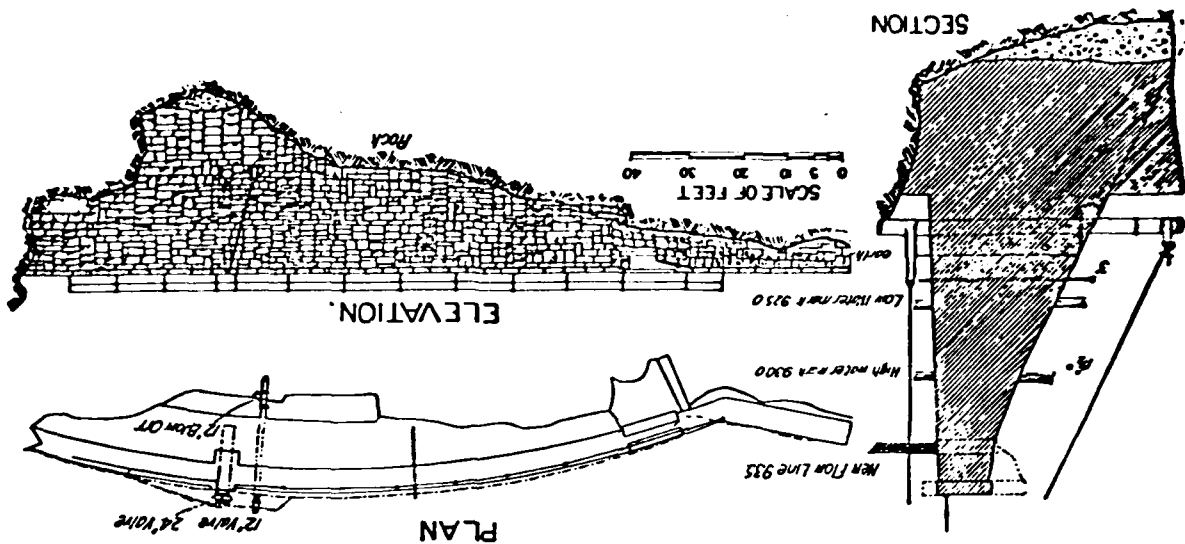 PLAN
24" Valve
12" Valve
12" Blow Off
ELEVATION.
Rock
earth
SCALE OF FEET
0 5 10 20 30 40
SECTION
New Flow Line 935
High water mark 930.0
Low Water mark 925.0
3'